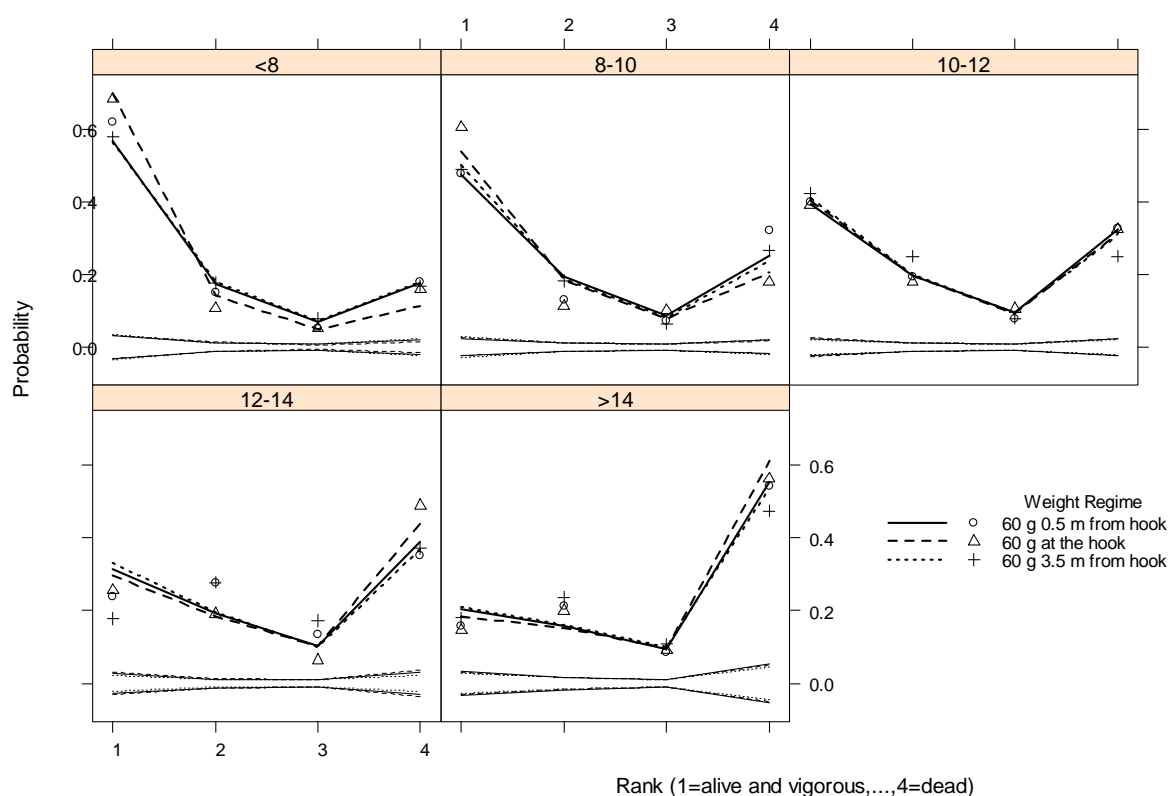 1 2 3 4
<8 8-10 10-12
0.6
0.4
0.2
0.0
Probability
12-14 >14
0.6
0.4
0.2
0.0
Weight Regime
60 g 0.5 m from hook
60 g at the hook
60 g 3.5 m from hook
1 2 3 4
Rank (1=alive and vigorous,...,4=dead)